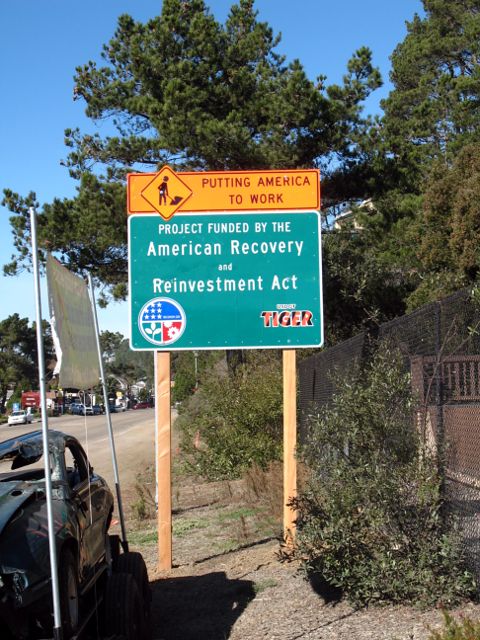 PUTTING AMERICA
TO WORK
PROJECT FUNDED BY THE
American Recovery
and
Reinvestment Act
TIGER